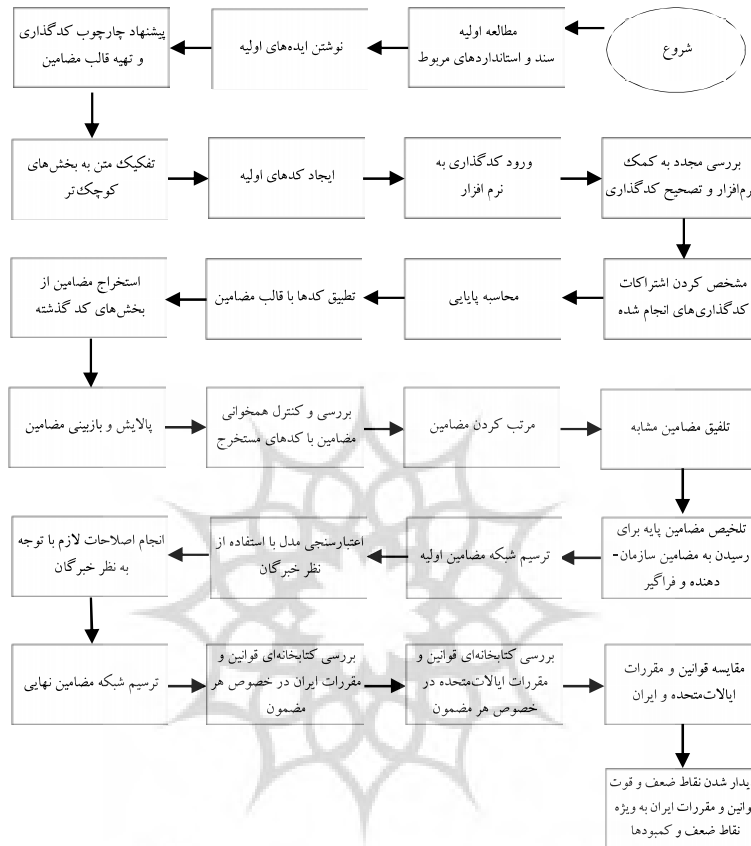 شروع
مطالعه اولیه
سند و استانداردهای مربوط
نوشتن ایده‌های اولیه
پیشنهاد چارچوب کدگذاری
و تهیه قالب مضامین
تفکیک متن به بخش‌های
کوچک‌تر
ایجاد کدهای اولیه
ورود کدگذاری به
نرم افزار
بررسی مجدد به کمک
نرم‌افزار و تصحیح کدگذاری
مشخص کردن اشتراکات
کدگذاری‌های انجام شده
محاسبه پایایی
تطبیق کدها با قالب مضامین
استخراج مضامین از
بخش‌های کد گذشته
پالایش و بازبینی مضامین
بررسی و کنترل همخوانی
مضامین با کدهای مستخرج
مرتب کردن مضامین
تلفیق مضامین مشابه
تلخیص مضامین پایه برای
رسیدن به مضامین سازمان-
دهنده و فراگیر
ترسیم شبکه مضامین اولیه
اعتبارسنجی مدل با استفاده از
نظر خبرگان
انجام اصلاحات لازم با توجه
به نظر خبرگان
ترسیم شبکه مضامین نهایی
بررسی کتابخانه‌ای قوانین و
مقررات ایران در خصوص هر
مضمون
بررسی کتابخانه‌ای قوانین و
مقررات ایالات‌متحده در
خصوص هر مضمون
مقایسه قوانین و مقررات
ایالات‌متحده و ایران
یدار شدن نقاط ضعف و قوت
وانین و مقررات ایران به ویژه
نقاط ضعف و کمبودها